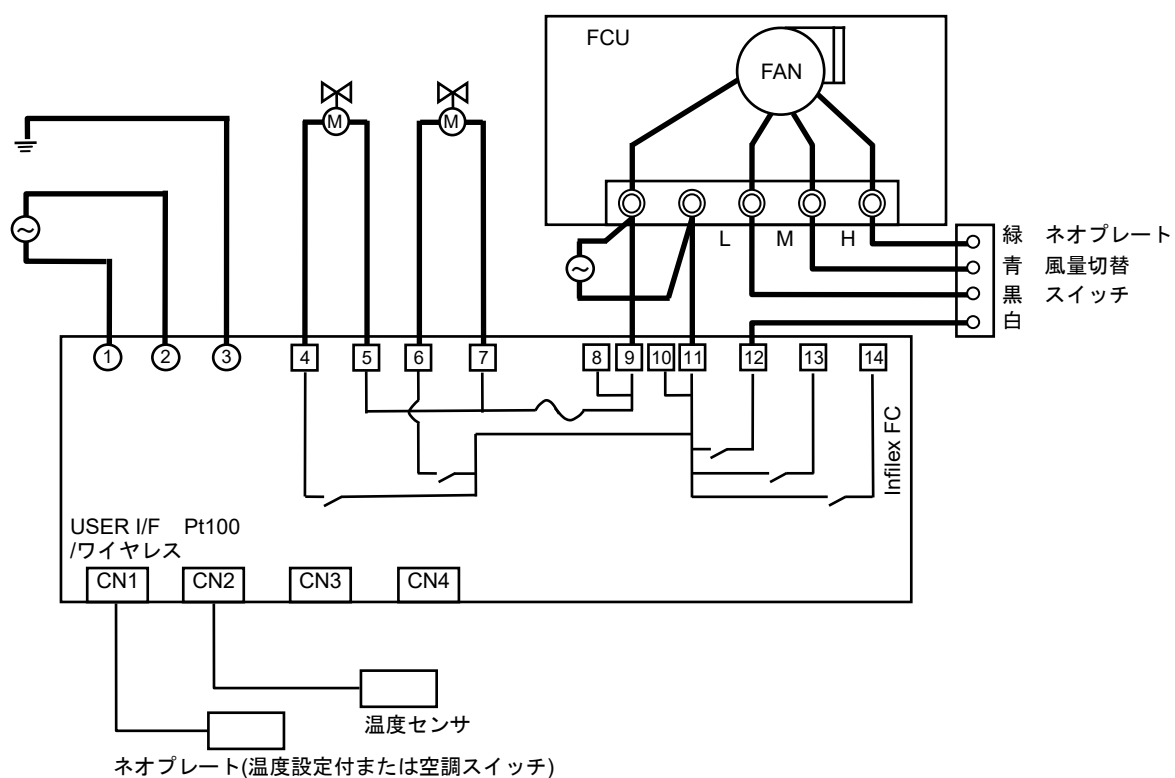 FCU
FAN
M
M
~
~
L M H
緑 ネオプレート
青 風量切替
黒 スイッチ
白
1 2 3 4 5 6 7 8 9 10 11 12 13 14
Infilex FC
USER I/F Pt100
/ワイヤレス
CN1 CN2 CN3 CN4
温度センサ
ネオプレート(温度設定付または空調スイッチ)